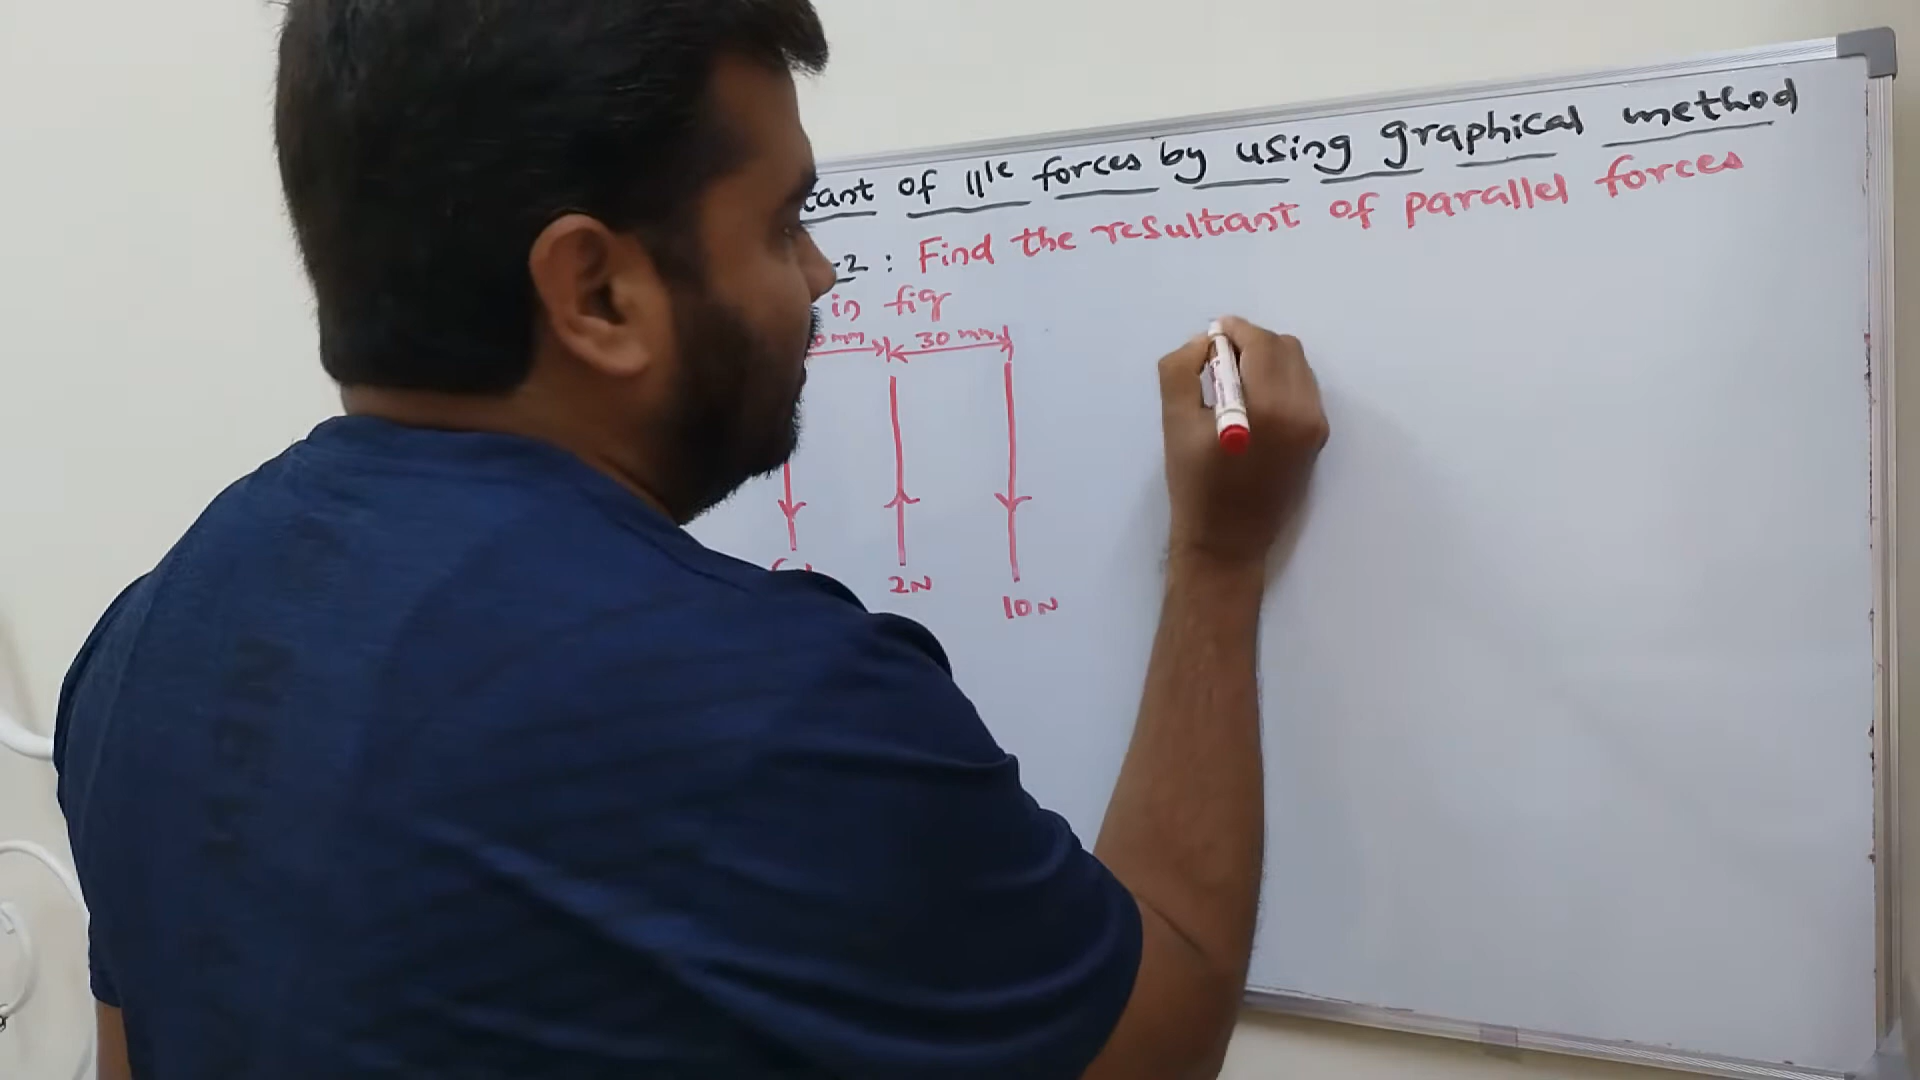 of ||le forces by using graphical method
2 : Find the resultant of parallel forces
in fig
30 mm
2N
10N